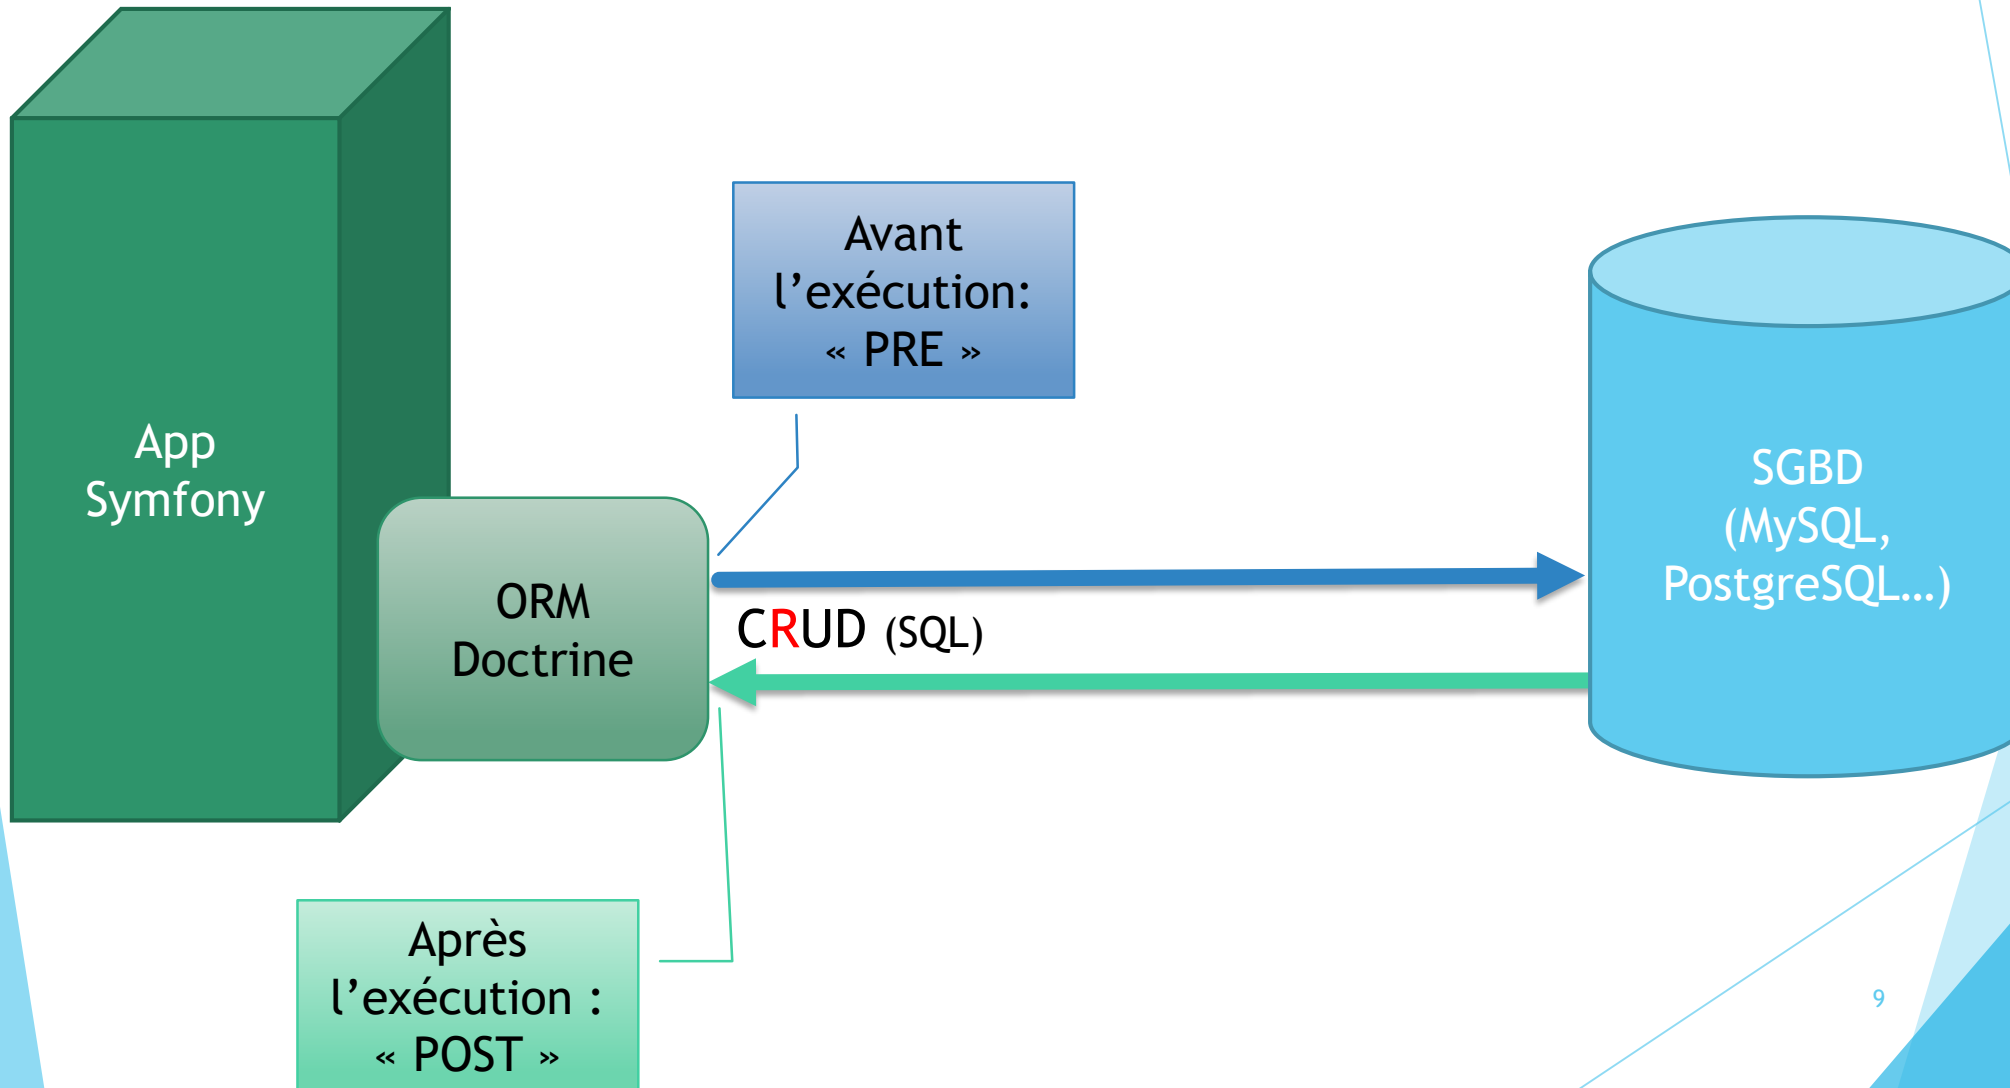 Avant
l’exécution:
« PRE »
App
Symfony
SGBD
(MySQL,
PostgreSQL…)
ORM
Doctrine
CRUD (SQL)
Après
l’exécution :
« POST »
9